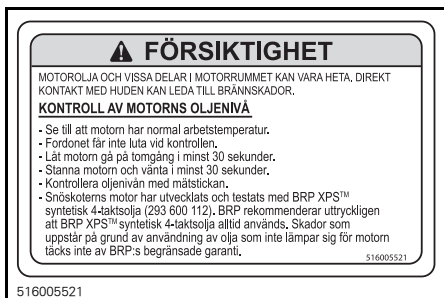 FÖRSIKTIGHET
MOTOROLJA OCH VISSA DELAR I MOTORRUMMET KAN VARA HETA, DIREKT
KONTAKT MED HUDEN KAN LEDA TILL BRÄNNSKADOR.
KONTROLL AV MOTORNS OLJENIVÅ
- Se till att motorn har normal arbetstemperatur.
- Fordonet får inte luta vid kontrollen.
- Låt motorn gå på tomgång i minst 30 sekunder.
- Stanna motorn och vänta i minst 30 sekunder.
- Kontrollera oljenivån med mätstickan.
- Snöskoterns motor har utvecklats och testats med BRP XPS™
syntetisk 4-taktsolja (293 600 112). BRP rekommenderar uttryckligen
att BRP XPS™ syntetisk 4-taktsolja alltid används. Skador som
uppstår på grund av användning av olja som inte lämpar sig för motorn
täcks inte av BRP:s begränsade garanti.
516005521
516005521